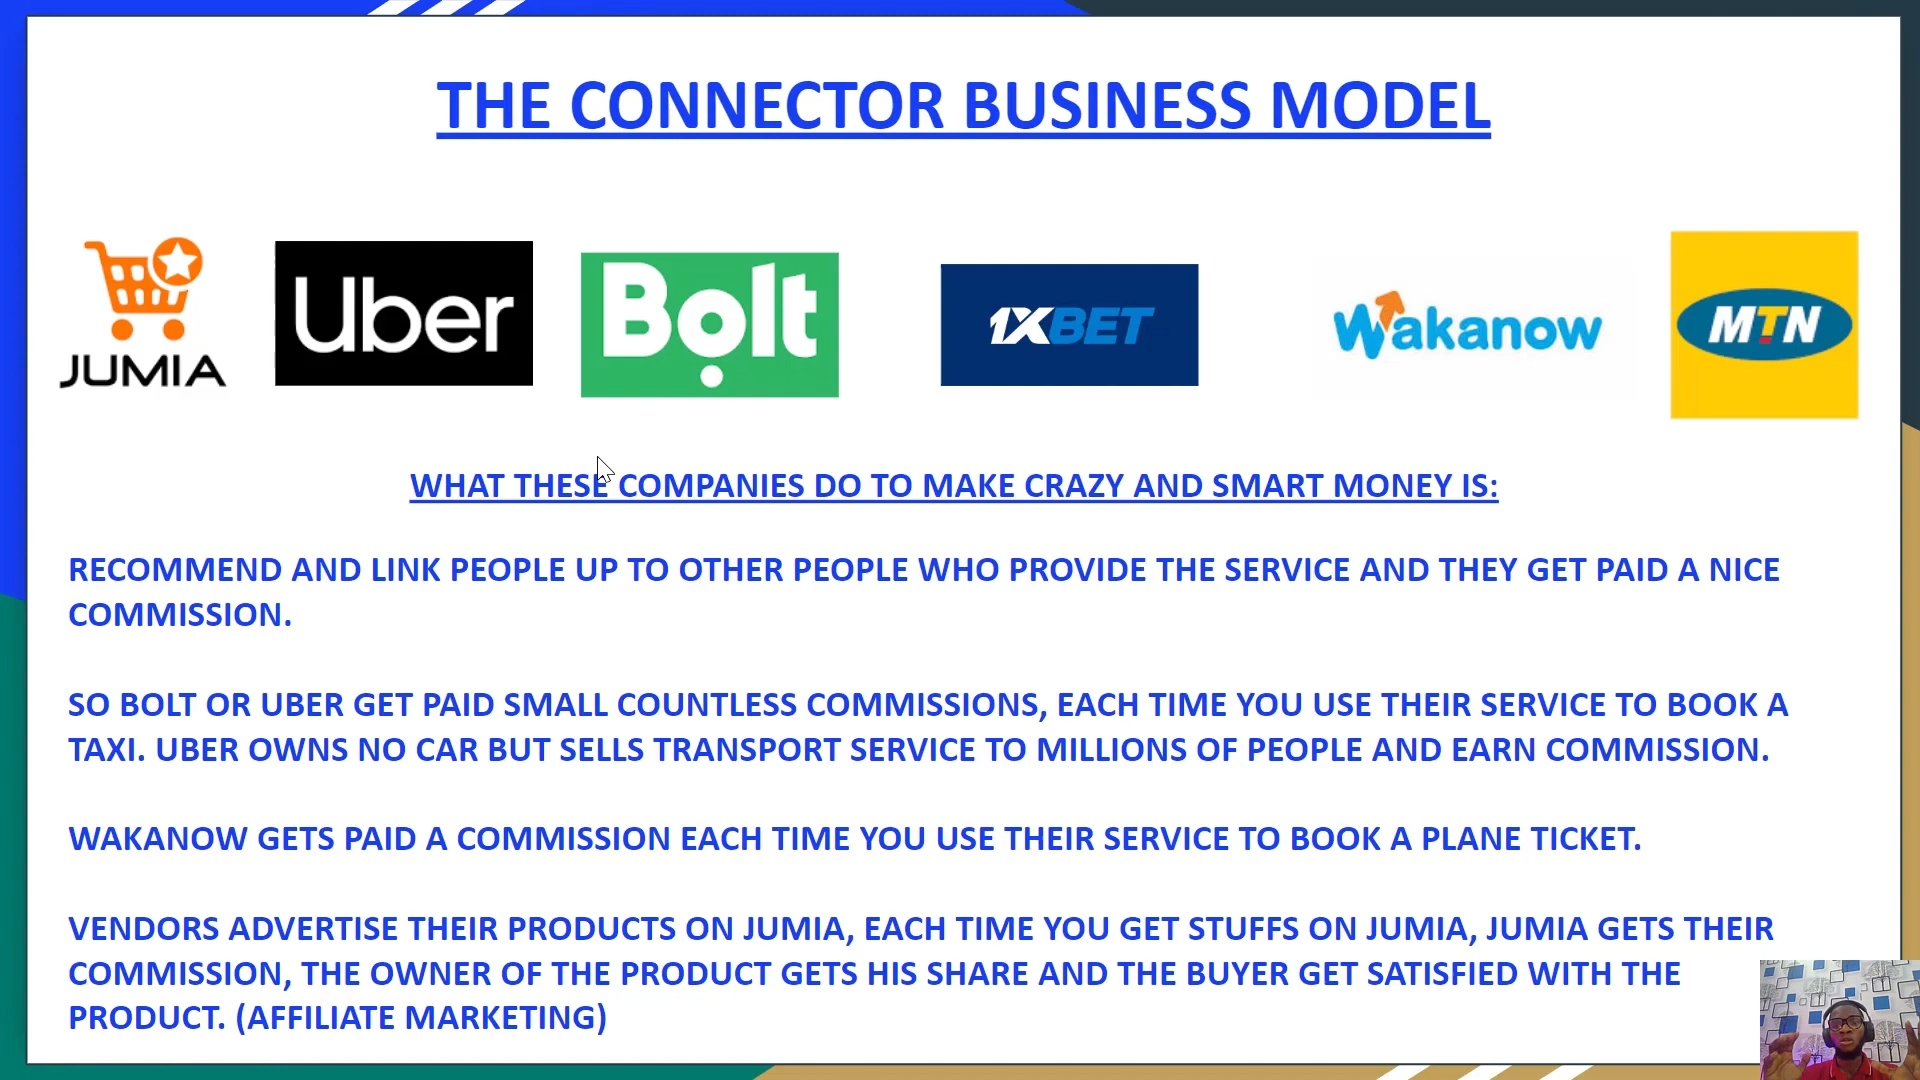 THE CONNECTOR BUSINESS MODEL
JUMIA
Uber
Bolt
1XBET
Wakanow
MTN
WHAT THESE COMPANIES DO TO MAKE CRAZY AND SMART MONEY IS:
RECOMMEND AND LINK PEOPLE UP TO OTHER PEOPLE WHO PROVIDE THE SERVICE AND THEY GET PAID A NICE
COMMISSION.
SO BOLT OR UBER GET PAID SMALL COUNTLESS COMMISSIONS, EACH TIME YOU USE THEIR SERVICE TO BOOK A
TAXI. UBER OWNS NO CAR BUT SELLS TRANSPORT SERVICE TO MILLIONS OF PEOPLE AND EARN COMMISSION.
WAKANOW GETS PAID A COMMISSION EACH TIME YOU USE THEIR SERVICE TO BOOK A PLANE TICKET.
VENDORS ADVERTISE THEIR PRODUCTS ON JUMIA, EACH TIME YOU GET STUFFS ON JUMIA, JUMIA GETS THEIR
COMMISSION, THE OWNER OF THE PRODUCT GETS HIS SHARE AND THE BUYER GET SATISFIED WITH THE
PRODUCT. (AFFILIATE MARKETING)